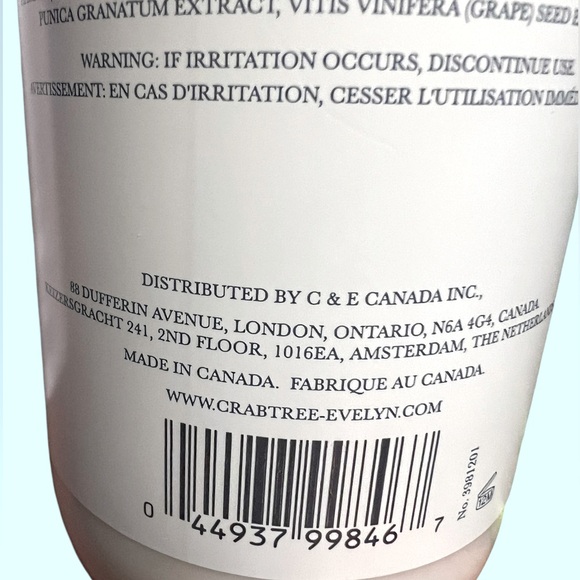 PUNICA GRANATUM EXTRACT, VITIS VINIFERA (GRAPE) SEED
WARNING: IF IRRITATION OCCURS, DISCONTINUE USE.
AVERTISSEMENT: EN CAS D'IRRITATION, CESSER L'UTILISATION
DISTRIBUTED BY C & E CANADA INC.,
88 DUFFERIN AVENUE, LONDON, ONTARIO, N6A 4G4, CANADA.
KEIZERSGRACHT 241, 2ND FLOOR, 1016EA, AMSTERDAM, THE NETHERLANDS
MADE IN CANADA. FABRIQUE AU CANADA.
WWW.CRABTREE-EVELYN.COM
0 44937 99846 7
No. 3981201
12M